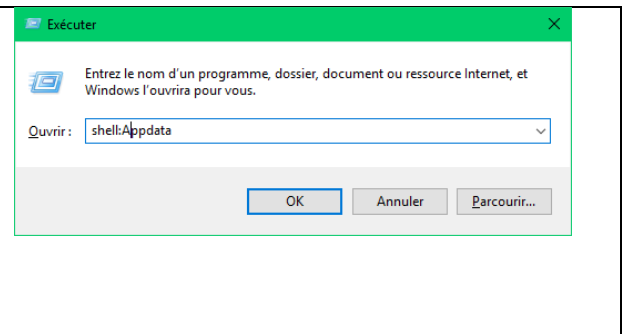 Exécuter
Entrez le nom d'un programme, dossier, document ou ressource Internet, et
Windows l'ouvrira pour vous.
Ouvrir : shell:Appdata
OK Annuler Parcourir...